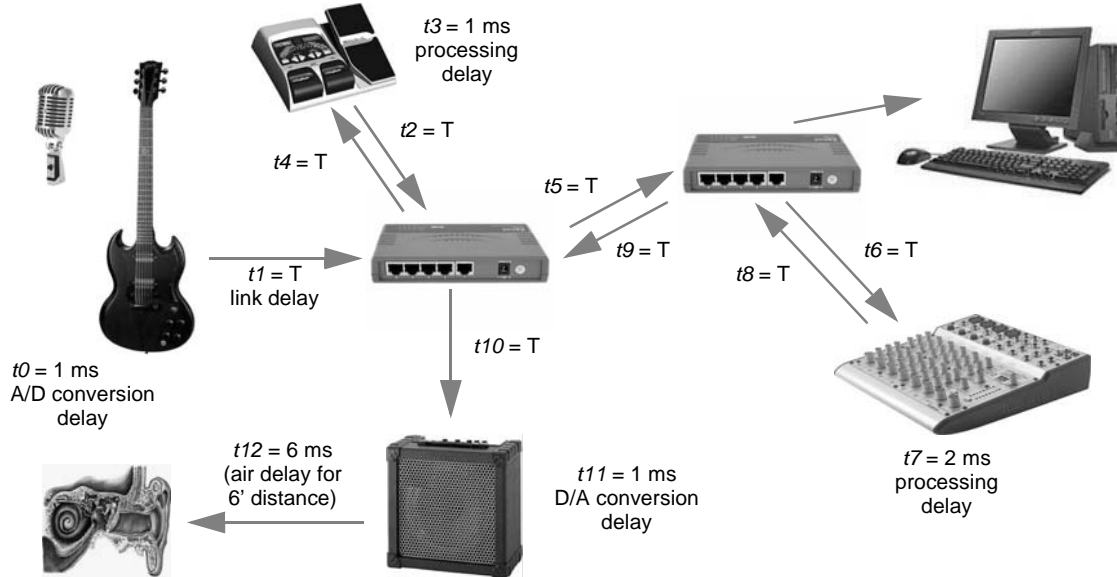 t3 = 1 ms
processing
delay
t2 = T
t4 = T
t5 = T
t9 = T
t6 = T
t8 = T
t1 = T
link delay
t10 = T
t0 = 1 ms
A/D conversion
delay
t12 = 6 ms
(air delay for
6' distance)
t11 = 1 ms
D/A conversion
delay
t7 = 2 ms
processing
delay